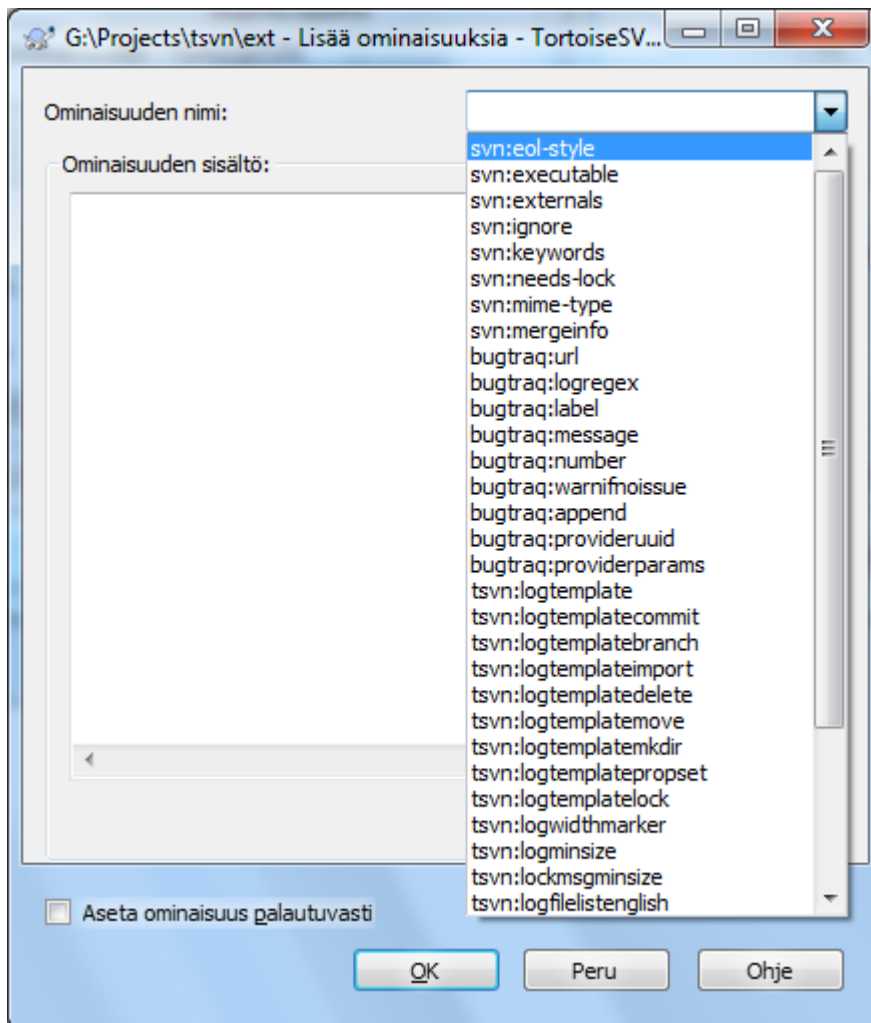 G:\Projects\tsvn\ext - Lisää ominaisuuksia - TortoiseSV...
Ominaisuuden nimi:
Ominaisuuden sisältö:
svn:eol-style
svn:executable
svn:externals
svn:ignore
svn:keywords
svn:needs-lock
svn:mime-type
svn:mergeinfo
bugtraq:url
bugtraq:logregex
bugtraq:label
bugtraq:message
bugtraq:number
bugtraq:warnifnoissue
bugtraq:append
bugtraq:provideruuid
bugtraq:providerparams
tsvn:logtemplate
tsvn:logtemplatecommit
tsvn:logtemplatebranch
tsvn:logtemplateimport
tsvn:logtemplatedelete
tsvn:logtemplatemove
tsvn:logtemplatemkdir
tsvn:logtemplatepropset
tsvn:logtemplatelock
tsvn:logwidthmarker
tsvn:logminsize
tsvn:lockmsgminsize
tsvn:logfilelistenglish
Aseta ominaisuus palautuvasti
OK Peru Ohje